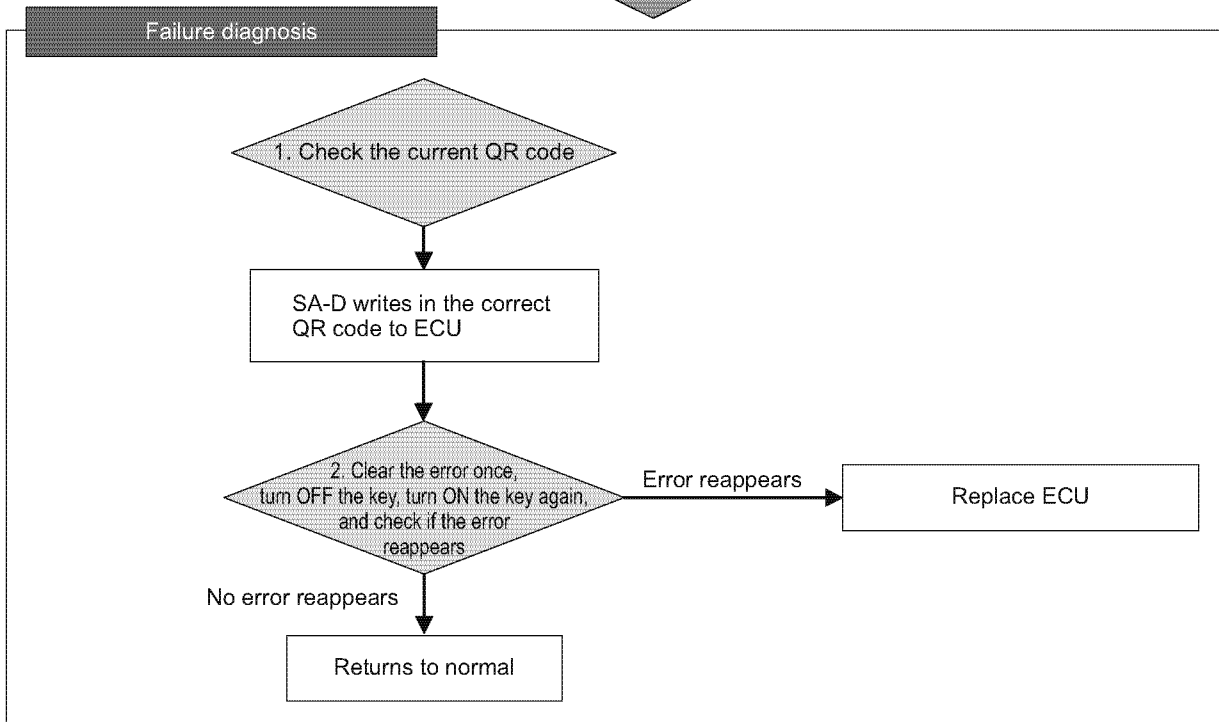 Failure diagnosis
1. Check the current QR code
SA-D writes in the correct
QR code to ECU
2. Clear the error once,
turn OFF the key, turn ON the key again,
and check if the error
reappears
Error reappears
Replace ECU
No error reappears
Returns to normal